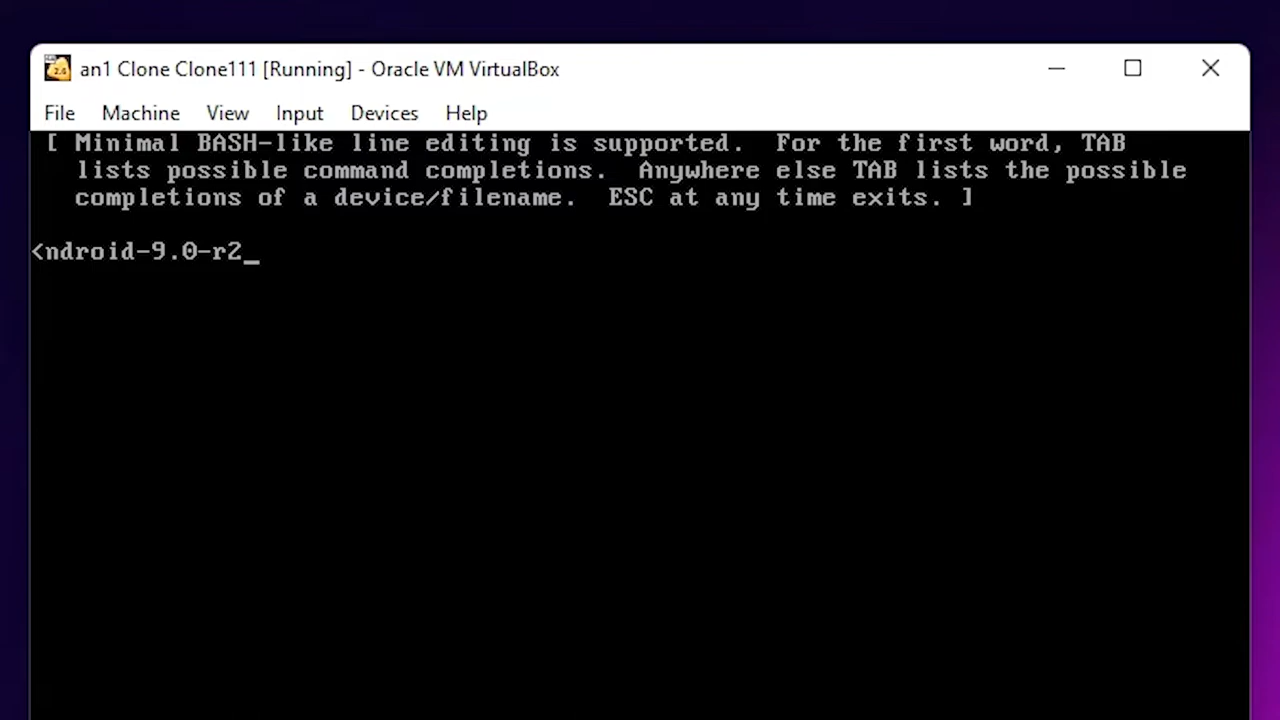 an1 Clone Clone111 [Running] - Oracle VM VirtualBox
File Machine View Input Devices Help
[ Minimal BASH-like line editing is supported. For the first word, TAB
lists possible command completions. Anywhere else TAB lists the possible
completions of a device/filename. ESC at any time exits. ]
<ndroid-9.0-r2_